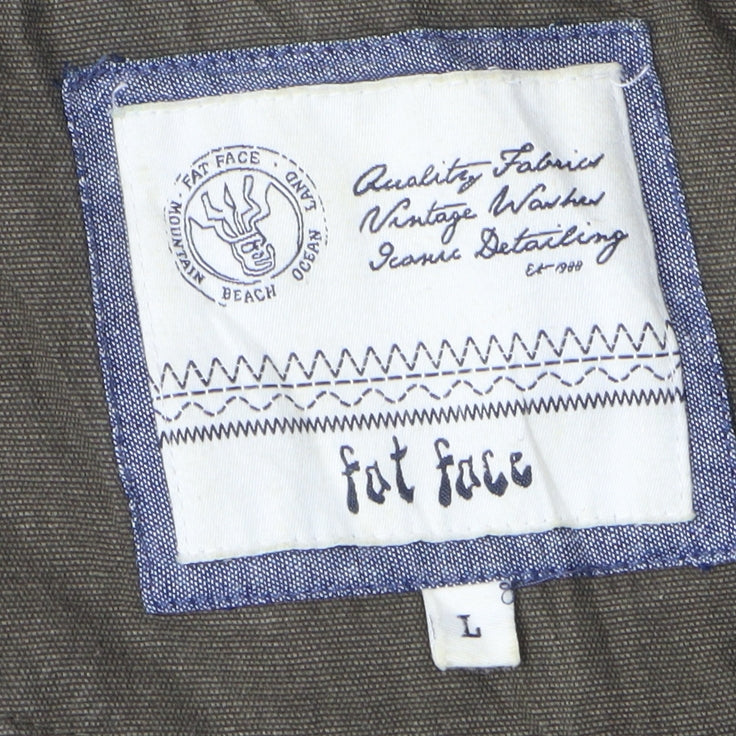 · FAT FACE ·
LAND
OCEAN
BEACH
MOUNTAIN
Quality Fabrics
Vintage Washes
Iconic Detailing
Est 1988
fat face
L